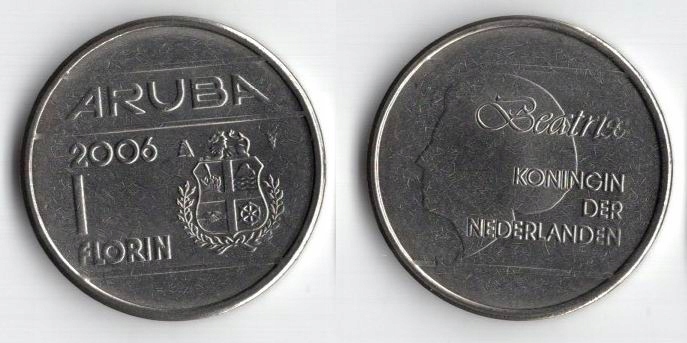 ARUBA
2006
1
FLORIN
Beatrix
KONINGIN
DER
NEDERLANDEN